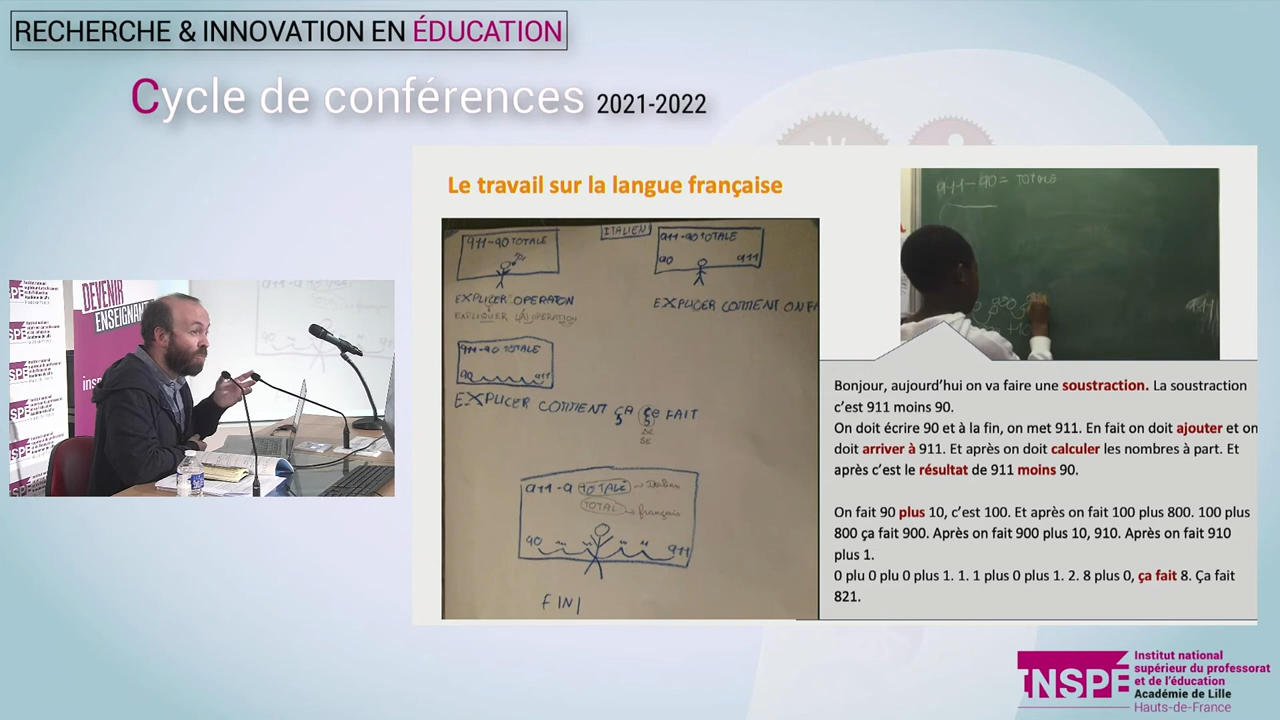 RECHERCHE & INNOVATION EN ÉDUCATION
Cycle de conférences 2021-2022
Le travail sur la langue française
ITALIEN
911-90 TOTALE
EXPLICER OPERATON
EXPLIQUER L'OPERATION
911-90 TOTALE
90 911
EXPLICER COMMENT ON FA
911-90 TOTALE
90 911
EXPLICER COMMENT ÇA SE FAIT
911-9 TOTALE → Italien
TOTAL → français
90 911
FINI
911-90 = TOTALE
Bonjour, aujourd'hui on va faire une soustraction. La soustraction
c'est 911 moins 90.
On doit écrire 90 et à la fin, on met 911. En fait on doit ajouter et on
doit arriver à 911. Et après on doit calculer les nombres à part. Et
après c'est le résultat de 911 moins 90.
On fait 90 plus 10, c'est 100. Et après on fait 100 plus 800. 100 plus
800 ça fait 900. Après on fait 900 plus 10, 910. Après on fait 910
plus 1.
0 plu 0 plu 0 plus 1. 1. 1 plus 0 plus 1. 2. 8 plus 0, ça fait 8. Ça fait
821.
DEVENIR
ENSEIGNANT
INSPÉ
Institut national
supérieur du professorat
et de l'éducation
Académie de Lille
Hauts-de-France